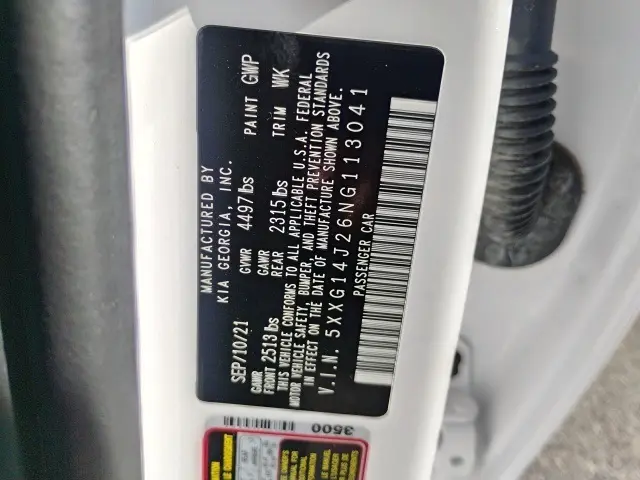 MANUFACTURED BY
KIA GEORGIA, INC.
SEP/10/21 GVWR 4497lbs PAINT GWP
GAWR FRONT 2513lbs GAWR REAR 2315lbs TRIM WK
THIS VEHICLE CONFORMS TO ALL APPLICABLE U.S.A. FEDERAL
MOTOR VEHICLE SAFETY, BUMPER, AND THEFT PREVENTION STANDARDS
IN EFFECT ON THE DATE OF MANUFACTURE SHOWN ABOVE.
V.I.N. 5XXG14J26NG113041
PASSENGER CAR
3500